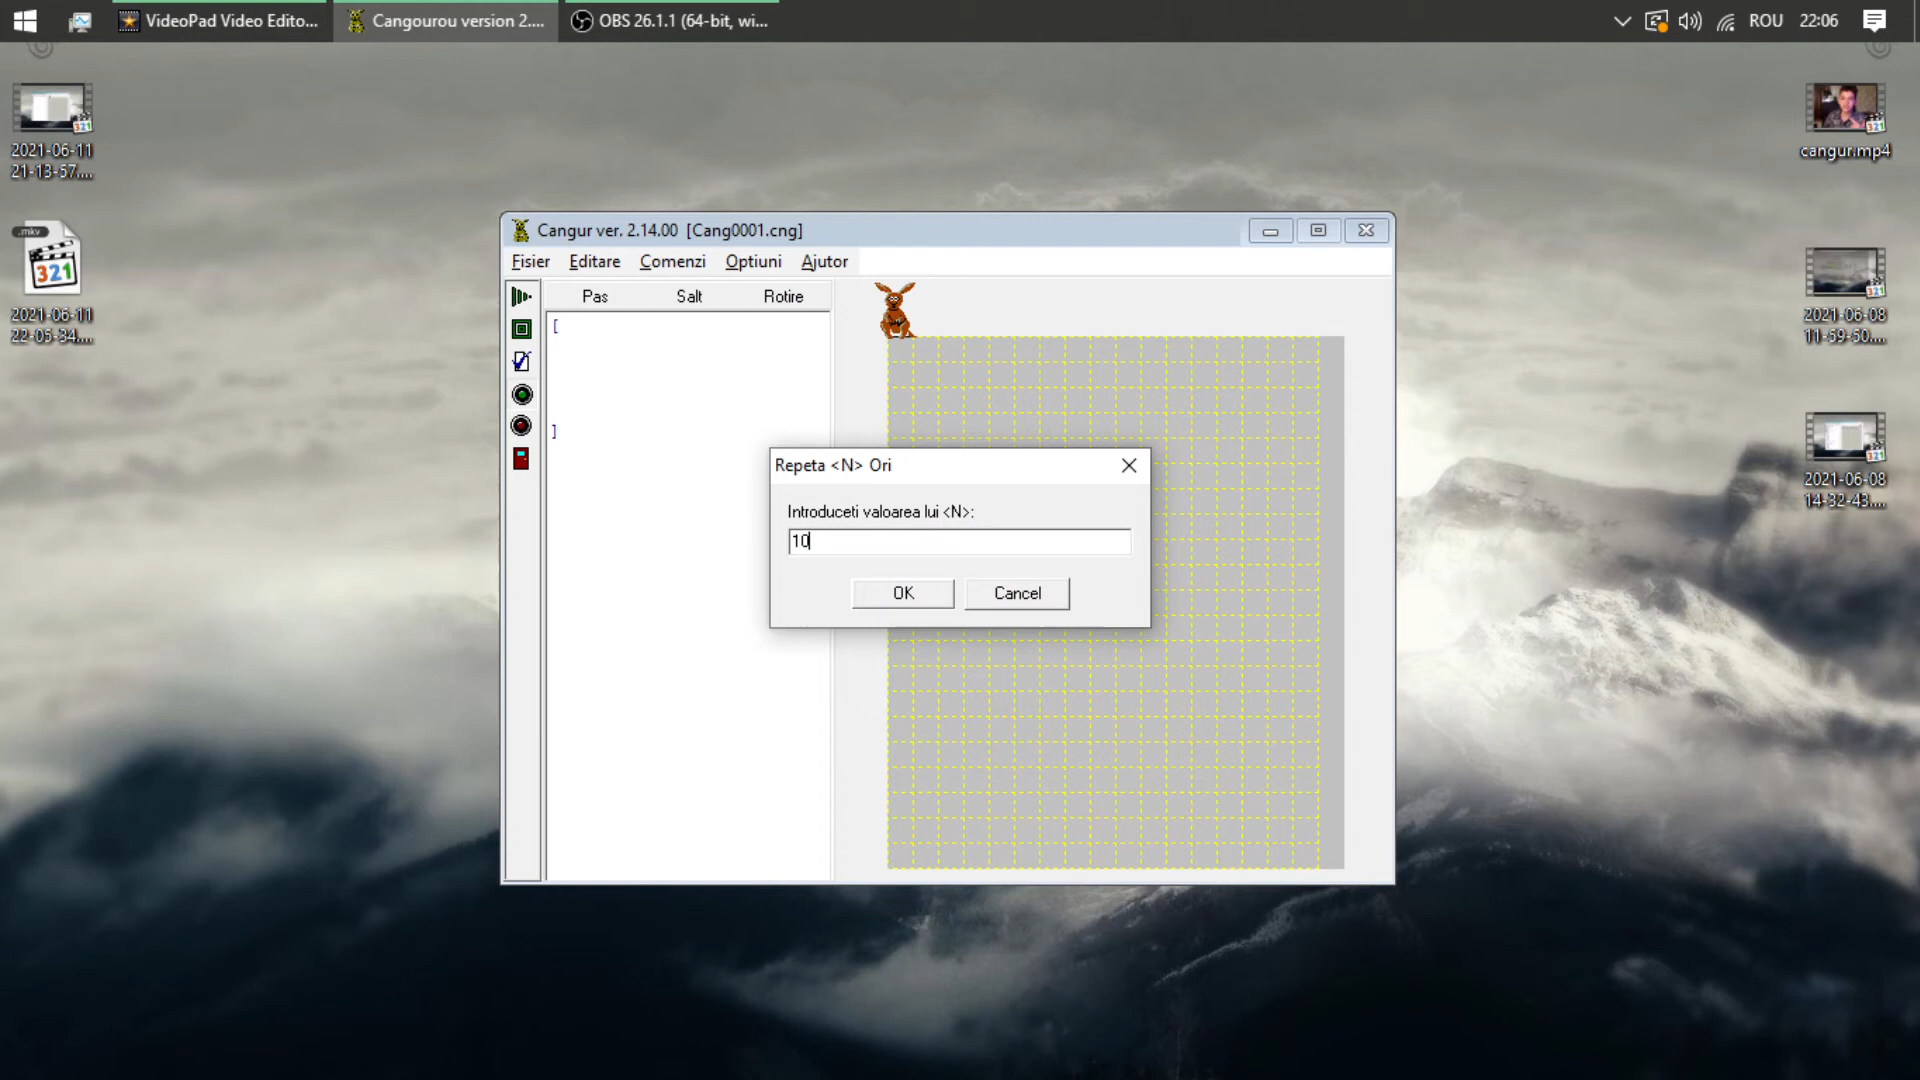 VideoPad Video Edito...
Cangourou version 2....
OBS 26.1.1 (64-bit, wi...
ROU
22:06
2021-06-11
21-13-57....
.mkv
321
2021-06-11
22-05-34....
cangur.mp4
2021-06-08
11-59-50....
2021-06-08
14-32-43....
Cangur ver. 2.14.00 [Cang0001.cng]
Fisier
Editare
Comenzi
Optiuni
Ajutor
Pas
Salt
Rotire
[
]
Repeta <N> Ori
Introduceti valoarea lui <N>:
10
OK
Cancel